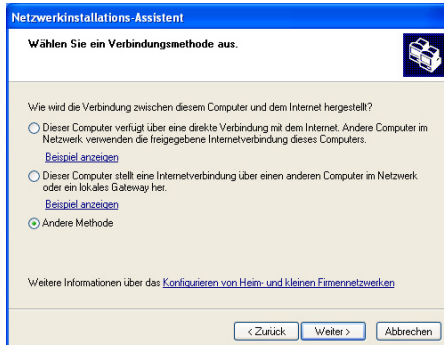 Netzwerkinstallations-Assistent
Wählen Sie ein Verbindungsmethode aus.
Wie wird die Verbindung zwischen diesem Computer und dem Internet hergestellt?
Dieser Computer verfügt über eine direkte Verbindung mit dem Internet. Andere Computer im
Netzwerk verwenden die freigegebene Internetverbindung dieses Computers.
Beispiel anzeigen
Dieser Computer stellt eine Internetverbindung über einen anderen Computer im Netzwerk
oder ein lokales Gateway her.
Beispiel anzeigen
Andere Methode
Weitere Informationen über das Konfigurieren von Heim- und kleinen Firmennetzwerken
< Zurück Weiter > Abbrechen